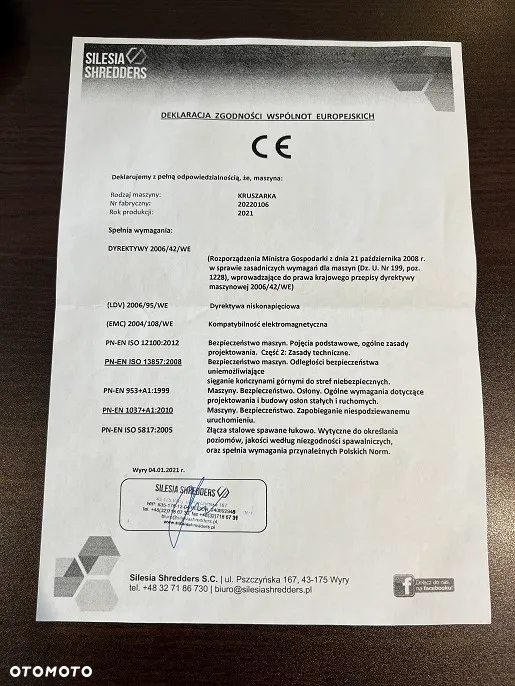 SILESIA
SHREDDERS
DEKLARACJA ZGODNOŚCI WSPÓLNOT EUROPEJSKICH
CE
Deklarujemy z pełną odpowiedzialnością, że, maszyna:
Rodzaj maszyny: KRUSZARKA
Nr fabryczny: 20220106
Rok produkcji: 2021
Spełnia wymagania:
DYREKTYWY 2006/42/WE
(Rozporządzenia Ministra Gospodarki z dnia 21 października 2008 r.
w sprawie zasadniczych wymagań dla maszyn (Dz. U. Nr 199, poz.
1228), wprowadzające do prawa krajowego przepisy dyrektywy
maszynowej 2006/42/WE)
(LDV) 2006/95/WE Dyrektywa niskonapięciowa
(EMC) 2004/108/WE Kompatybilność elektromagnetyczna
PN-EN ISO 12100:2012 Bezpieczeństwo maszyn. Pojęcia podstawowe, ogólne zasady
projektowania. Część 2: Zasady techniczne.
PN-EN ISO 13857:2008 Bezpieczeństwo maszyn. Odległości bezpieczeństwa
uniemożliwiające
sięganie kończynami górnymi do stref niebezpiecznych.
PN-EN 953+A1:1999 Maszyny. Bezpieczeństwo. Osłony. Ogólne wymagania dotyczące
projektowania i budowy osłon stałych i ruchomych.
PN-EN 1037+A1:2010 Maszyny. Bezpieczeństwo. Zapobieganie niespodziewanemu
uruchomieniu.
PN-EN ISO 5817:2005 Złącza stalowe spawane łukowo. Wytyczne do określania
poziomów, jakości według niezgodności spawalniczych,
oraz spełnia wymagania przynależnych Polskich Norm.
Wyry 04.01.2021 r.
SILESIA SHREDDERS
www.silesiashredders.pl
Silesia Shredders S.C. | ul. Pszczyńska 167, 43-175 Wyry
tel. +48 32 71 86 730 | biuro@silesiashredders.pl
Dołącz do nas
na facebooku!
OTOMOTO